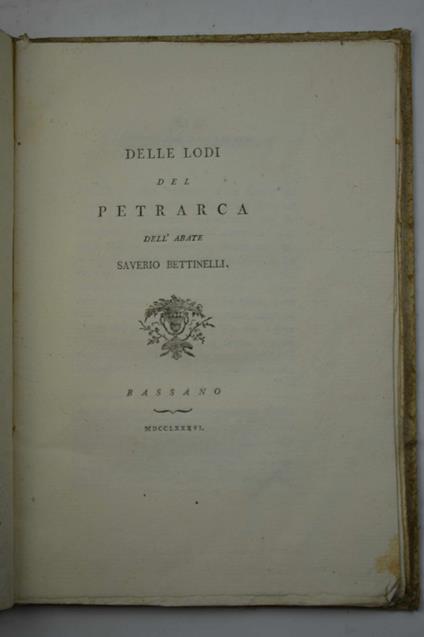 DELLE LODI
DEL
PETRARCA
DELL' ABATE
SAVERIO BETTINELLI.
BASSANO
MDCCLXXXVI.